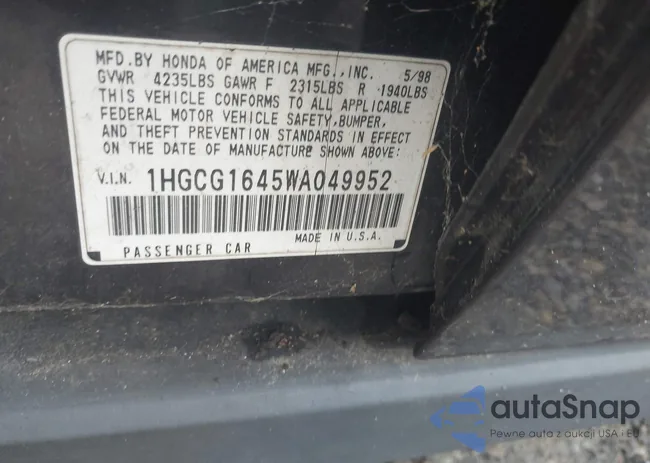 MFD.BY HONDA OF AMERICA MFG.,INC. 5/98
GVWR 4235LBS GAWR F 2315LBS R 1940LBS
THIS VEHICLE CONFORMS TO ALL APPLICABLE
FEDERAL MOTOR VEHICLE SAFETY,BUMPER,
AND THEFT PREVENTION STANDARDS IN EFFECT
ON THE DATE OF MANUFACTURE SHOWN ABOVE:
V.I.N. 1HGCG1645WA049952
MADE IN U.S.A.
PASSENGER CAR
autoSnap
Pewne auta z aukcji USA i EU